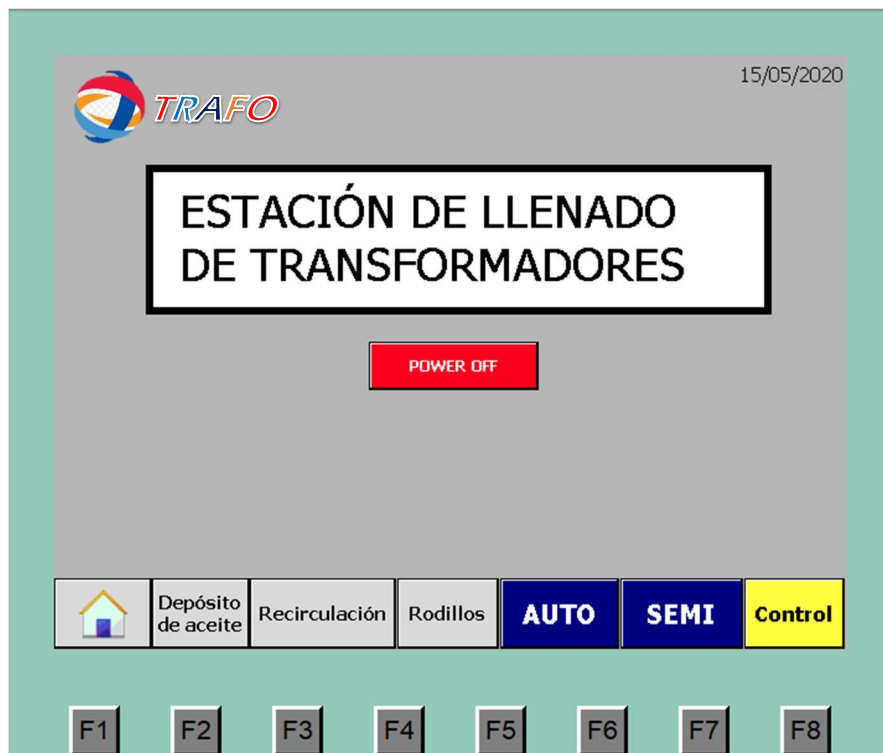 15/05/2020
TRAFO
ESTACIÓN DE LLENADO
DE TRANSFORMADORES
POWER OFF
Depósito
de aceite
Recirculación
Rodillos
AUTO
SEMI
Control
F1 F2 F3 F4 F5 F6 F7 F8